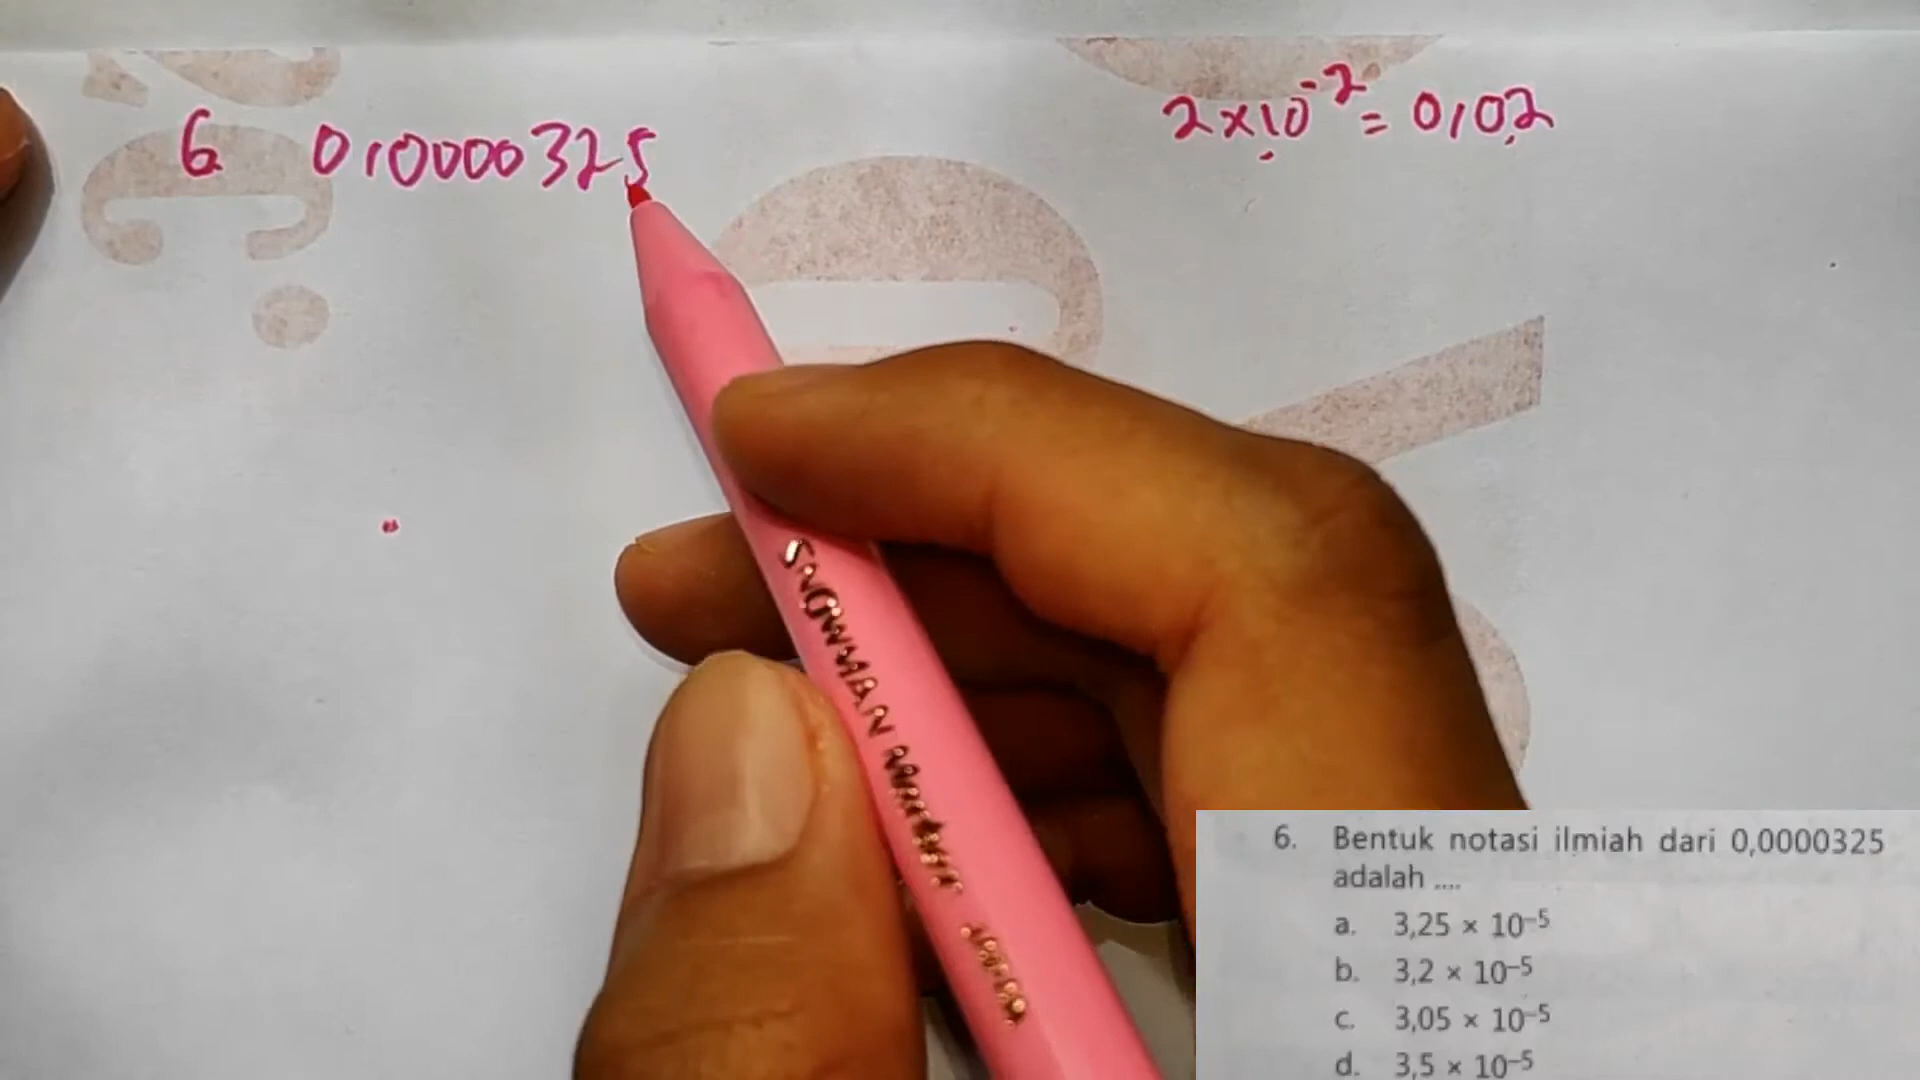 6. 0,0000325
2×10⁻² = 0,02
SNOWMAN
6. Bentuk notasi ilmiah dari 0,0000325
adalah ....
a. 3,25 × 10⁻⁵
b. 3,2 × 10⁻⁵
c. 3,05 × 10⁻⁵
d. 3,5 × 10⁻⁵